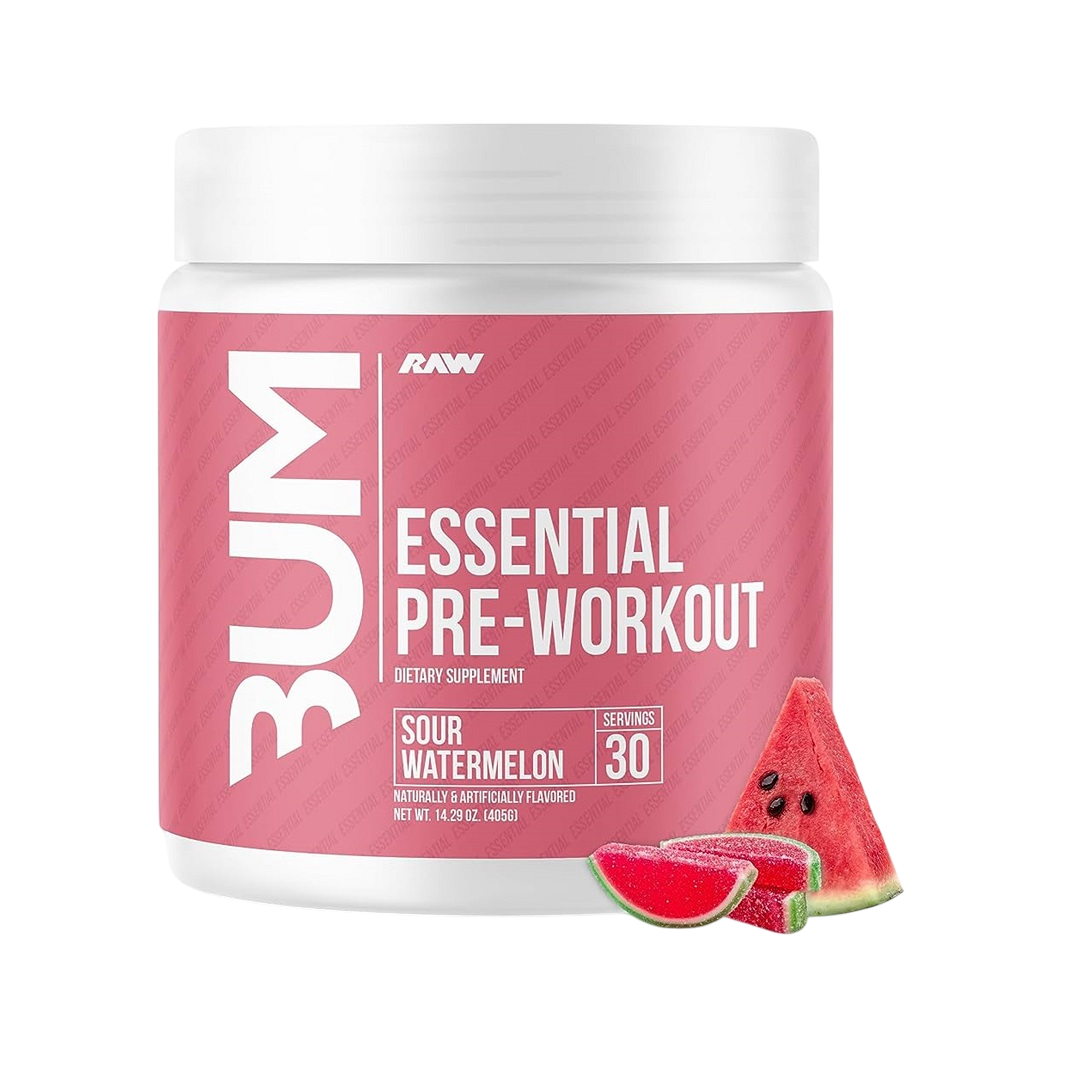 BUM
RAW
ESSENTIAL
PRE-WORKOUT
DIETARY SUPPLEMENT
SOUR
WATERMELON
SERVINGS
30
NATURALLY & ARTIFICIALLY FLAVORED
NET WT. 14.29 OZ. (405G)